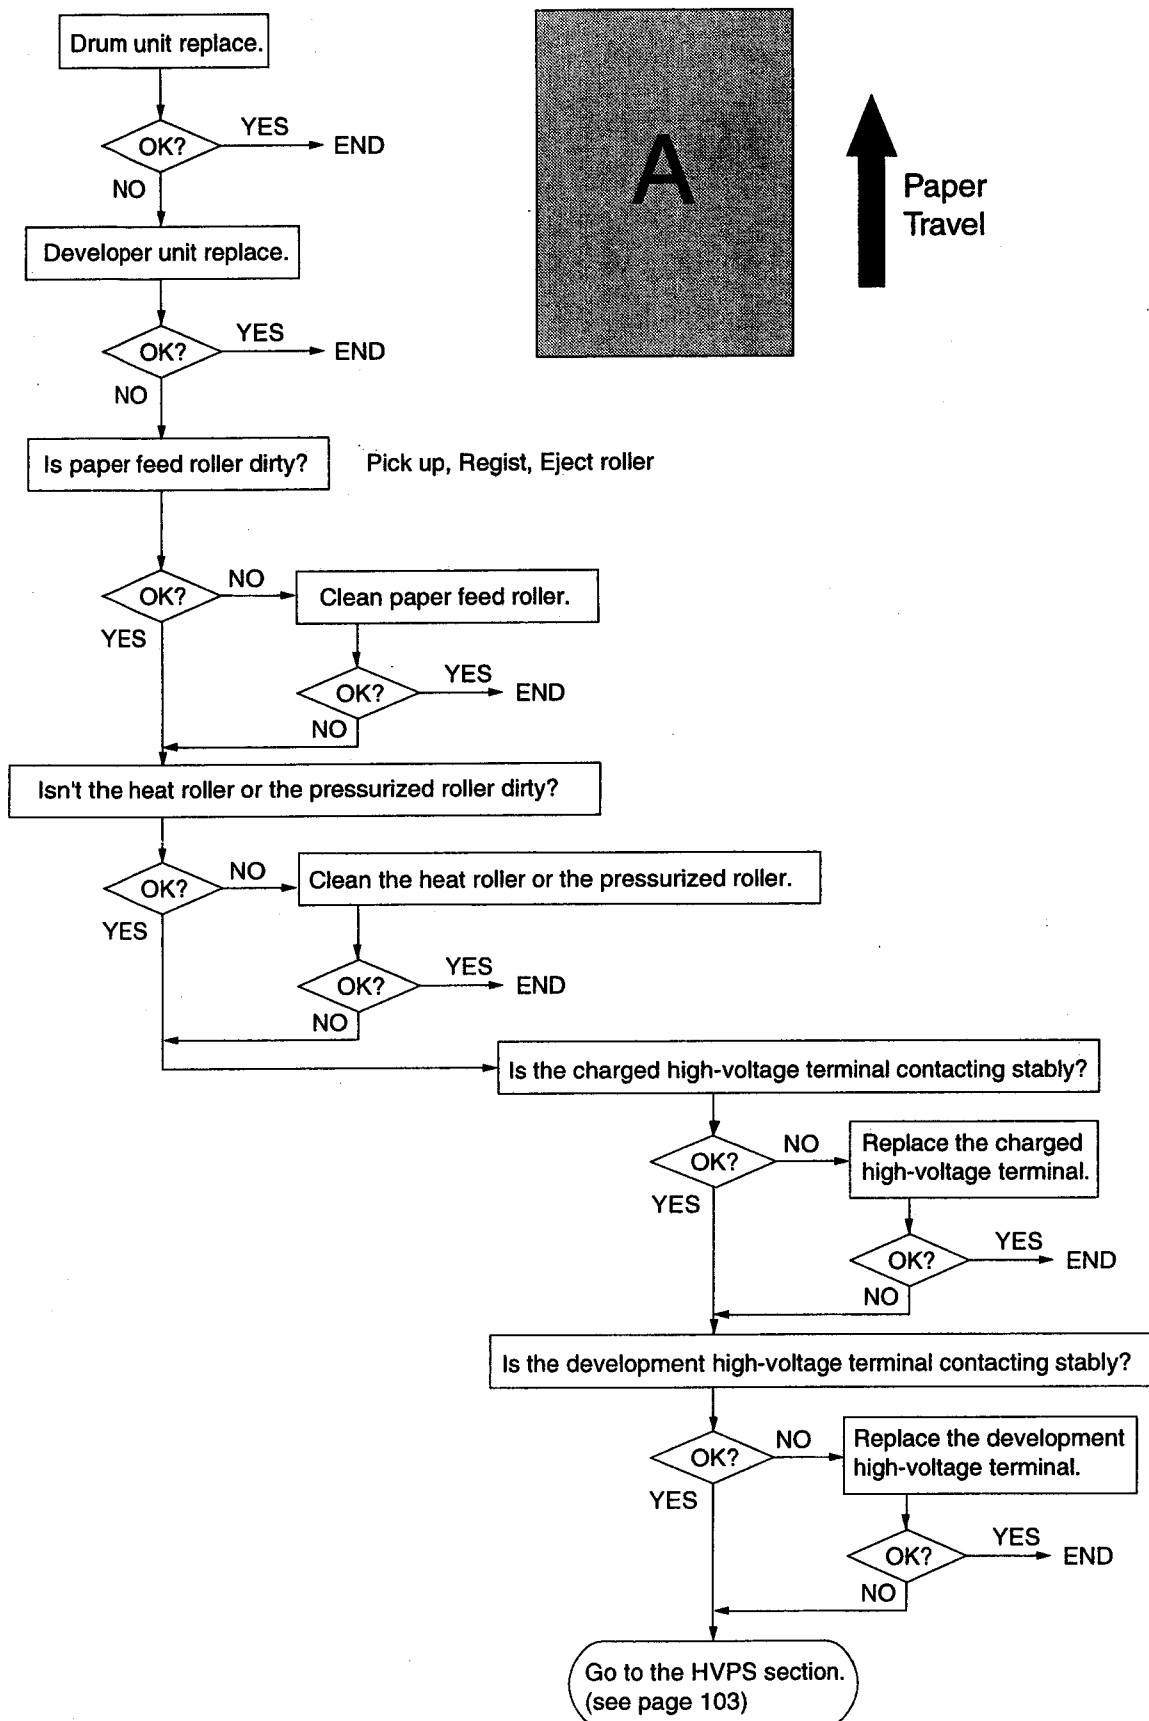 Drum unit replace.
OK?
YES
END
NO
A
Paper
Travel
Developer unit replace.
OK?
YES
END
NO
Is paper feed roller dirty?
Pick up, Regist, Eject roller
OK?
NO
Clean paper feed roller.
YES
OK?
YES
END
NO
Isn't the heat roller or the pressurized roller dirty?
OK?
NO
Clean the heat roller or the pressurized roller.
YES
OK?
YES
END
NO
Is the charged high-voltage terminal contacting stably?
OK?
NO
Replace the charged
high-voltage terminal.
YES
OK?
YES
END
NO
Is the development high-voltage terminal contacting stably?
OK?
NO
Replace the development
high-voltage terminal.
YES
OK?
YES
END
NO
Go to the HVPS section.
(see page 103)